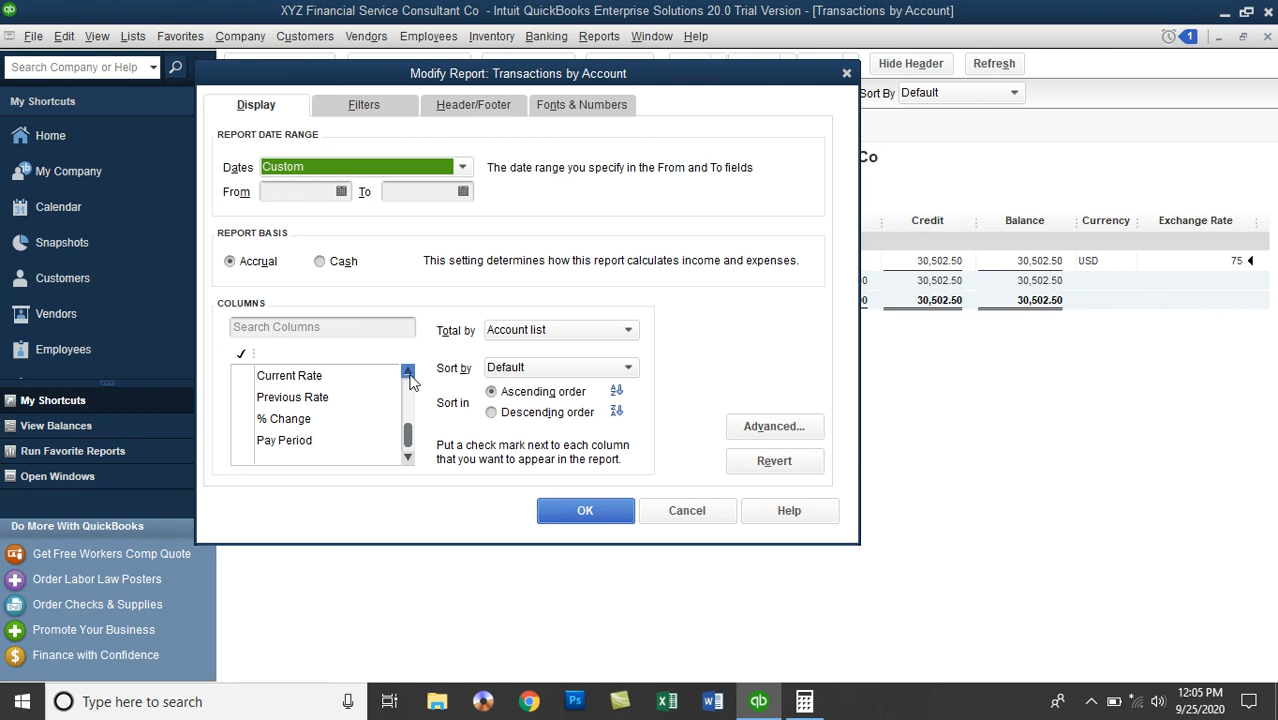 XYZ Financial Service Consultant Co - Intuit QuickBooks Enterprise Solutions 20.0 Trial Version - [Transactions by Account]
File Edit View Lists Favorites Company Customers Vendors Employees Inventory Banking Reports Window Help
1
Search Company or Help
Hide Header
Refresh
Sort By Default
My Shortcuts
Home
My Company
Calendar
Snapshots
Customers
Vendors
Employees
My Shortcuts
View Balances
Run Favorite Reports
Open Windows
Do More With QuickBooks
Get Free Workers Comp Quote
Order Labor Law Posters
Order Checks & Supplies
Promote Your Business
Finance with Confidence
Modify Report: Transactions by Account
Display Filters Header/Footer Fonts & Numbers
REPORT DATE RANGE
Dates Custom The date range you specify in the From and To fields
From To
REPORT BASIS
Accrual Cash This setting determines how this report calculates income and expenses.
COLUMNS
Search Columns
Current Rate
Previous Rate
% Change
Pay Period
Total by Account list
Sort by Default
Sort in
Ascending order
Descending order
Put a check mark next to each column
that you want to appear in the report.
Advanced...
Revert
OK Cancel Help
Co
Credit Balance Currency Exchange Rate
30,502.50 30,502.50 USD 75
0 30,502.50 30,502.50
0 30,502.50 30,502.50
Type here to search
12:05 PM
9/25/2020